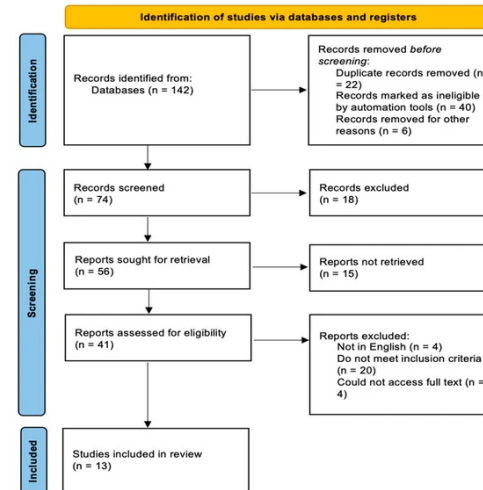 Identification of studies via databases and registers
Identification
Records identified from:
Databases (n = 142)
Records removed before
screening:
Duplicate records removed (n
= 22)
Records marked as ineligible
by automation tools (n = 40)
Records removed for other
reasons (n = 6)
Screening
Records screened
(n = 74)
Records excluded
(n = 18)
Reports sought for retrieval
(n = 56)
Reports not retrieved
(n = 15)
Reports assessed for eligibility
(n = 41)
Reports excluded:
Not in English (n = 4)
Do not meet inclusion criteria
(n = 20)
Could not access full text (n =
4)
Included
Studies included in review
(n = 13)